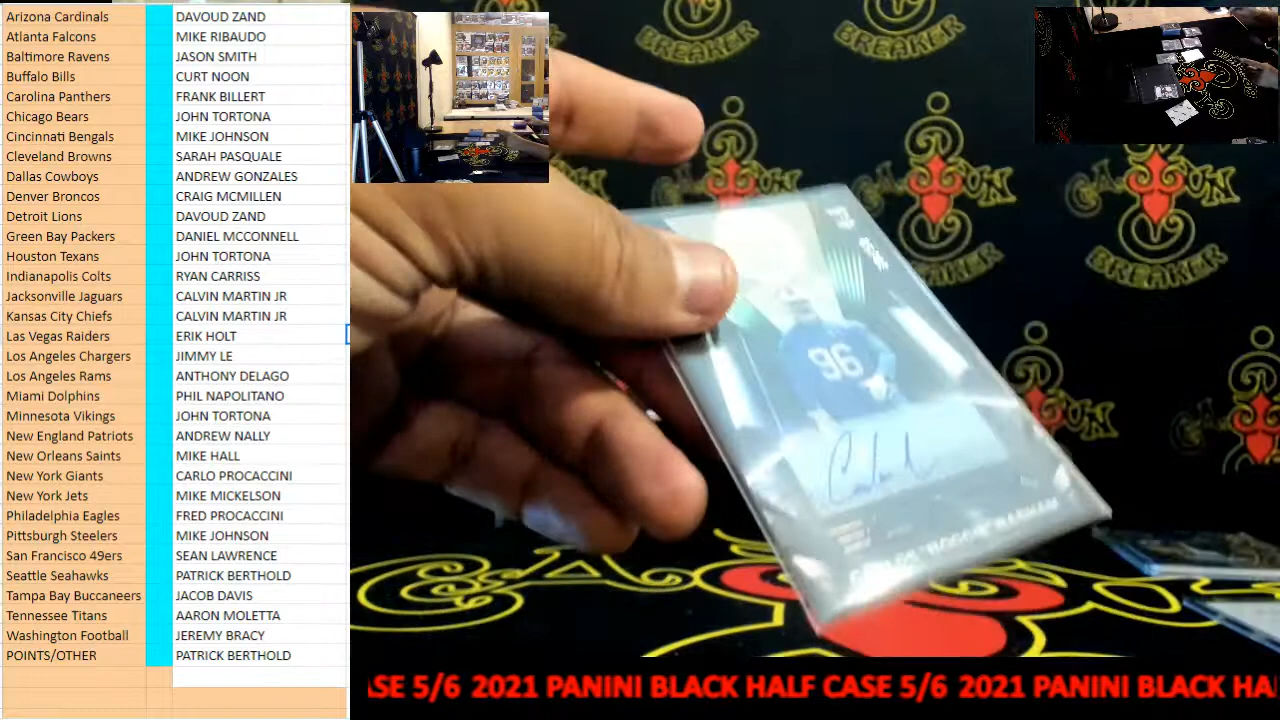 Arizona Cardinals DAVOUD ZAND
Atlanta Falcons MIKE RIBAUDO
Baltimore Ravens JASON SMITH
Buffalo Bills CURT NOON
Carolina Panthers FRANK BILLERT
Chicago Bears JOHN TORTONA
Cincinnati Bengals MIKE JOHNSON
Cleveland Browns SARAH PASQUALE
Dallas Cowboys ANDREW GONZALES
Denver Broncos CRAIG MCMILLEN
Detroit Lions DAVOUD ZAND
Green Bay Packers DANIEL MCCONNELL
Houston Texans JOHN TORTONA
Indianapolis Colts RYAN CARRISS
Jacksonville Jaguars CALVIN MARTIN JR
Kansas City Chiefs CALVIN MARTIN JR
Las Vegas Raiders ERIK HOLT
Los Angeles Chargers JIMMY LE
Los Angeles Rams ANTHONY DELAGO
Miami Dolphins PHIL NAPOLITANO
Minnesota Vikings JOHN TORTONA
New England Patriots ANDREW NALLY
New Orleans Saints MIKE HALL
New York Giants CARLO PROCACCINI
New York Jets MIKE MICKELSON
Philadelphia Eagles FRED PROCACCINI
Pittsburgh Steelers MIKE JOHNSON
San Francisco 49ers SEAN LAWRENCE
Seattle Seahawks PATRICK BERTHOLD
Tampa Bay Buccaneers JACOB DAVIS
Tennessee Titans AARON MOLETTA
Washington Football JEREMY BRACY
POINTS/OTHER PATRICK BERTHOLD
BREAKER
BREAKER
BREAKER
BREAKER
96
ASE 5/6 2021 PANINI BLACK HALF CASE 5/6 2021 PANINI BLACK HA